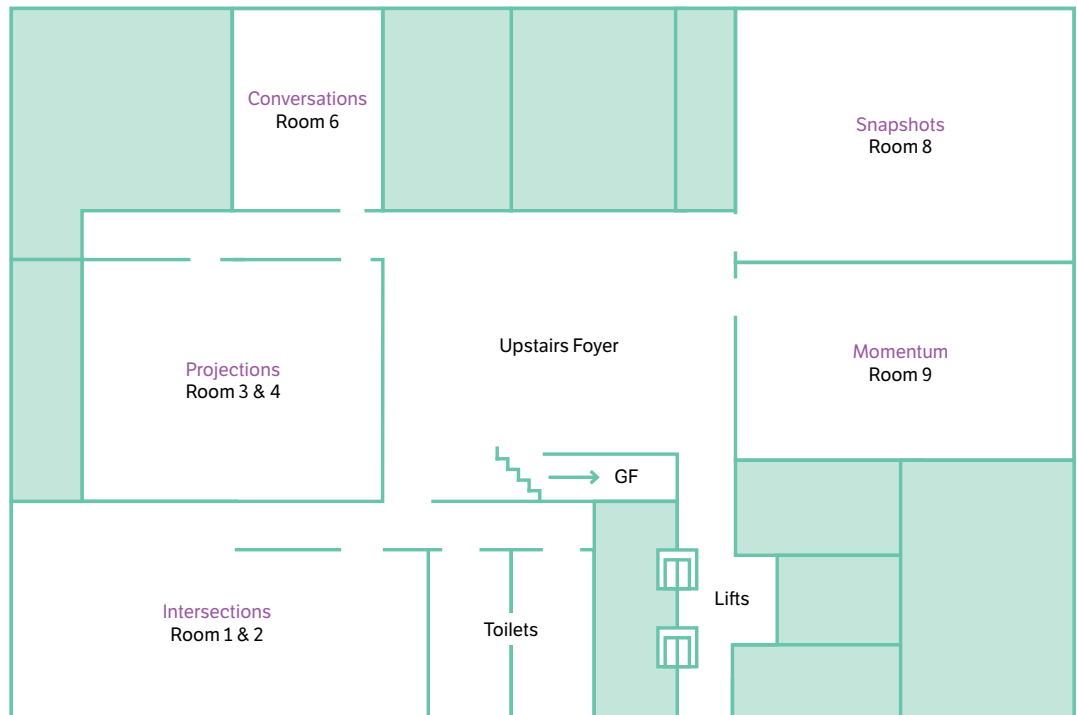 Conversations
Room 6
Snapshots
Room 8
Upstairs Foyer
Momentum
Room 9
Projections
Room 3 & 4
GF
Intersections
Room 1 & 2
Toilets
Lifts